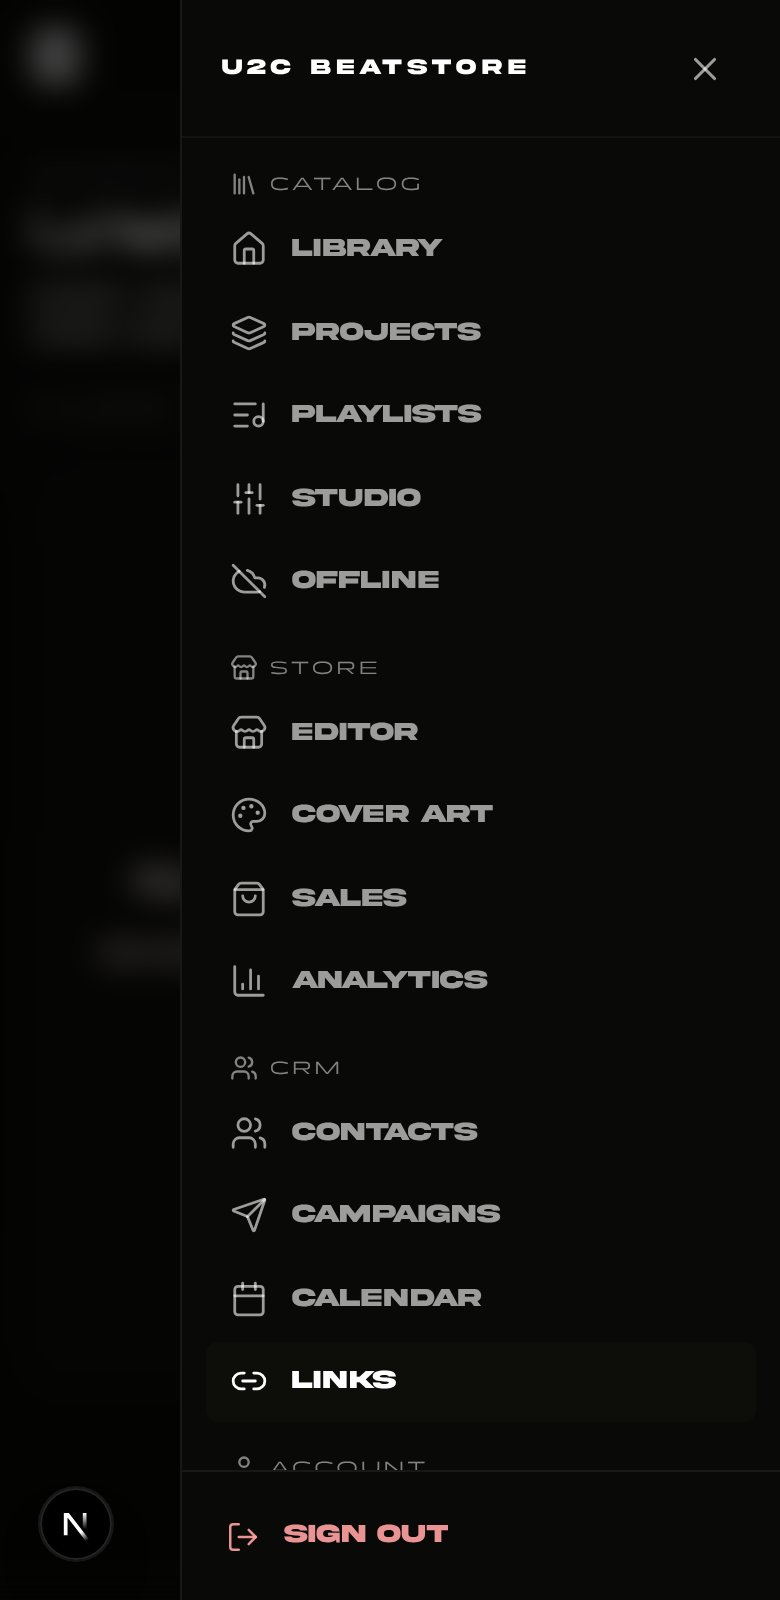 U2C BEATSTORE
CATALOG
LIBRARY
PROJECTS
PLAYLISTS
STUDIO
OFFLINE
STORE
EDITOR
COVER ART
SALES
ANALYTICS
CRM
CONTACTS
CAMPAIGNS
CALENDAR
LINKS
ACCOUNT
N
SIGN OUT